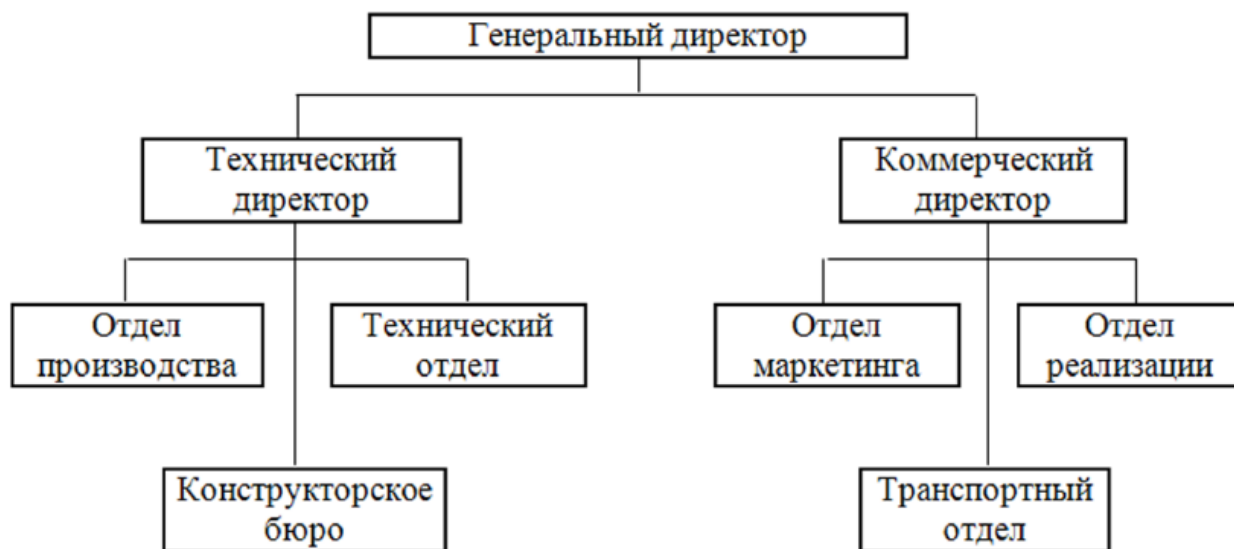 Генеральный директор
Технический
директор
Коммерческий
директор
Отдел
производства
Технический
отдел
Отдел
маркетинга
Отдел
реализации
Конструкторское
бюро
Транспортный
отдел